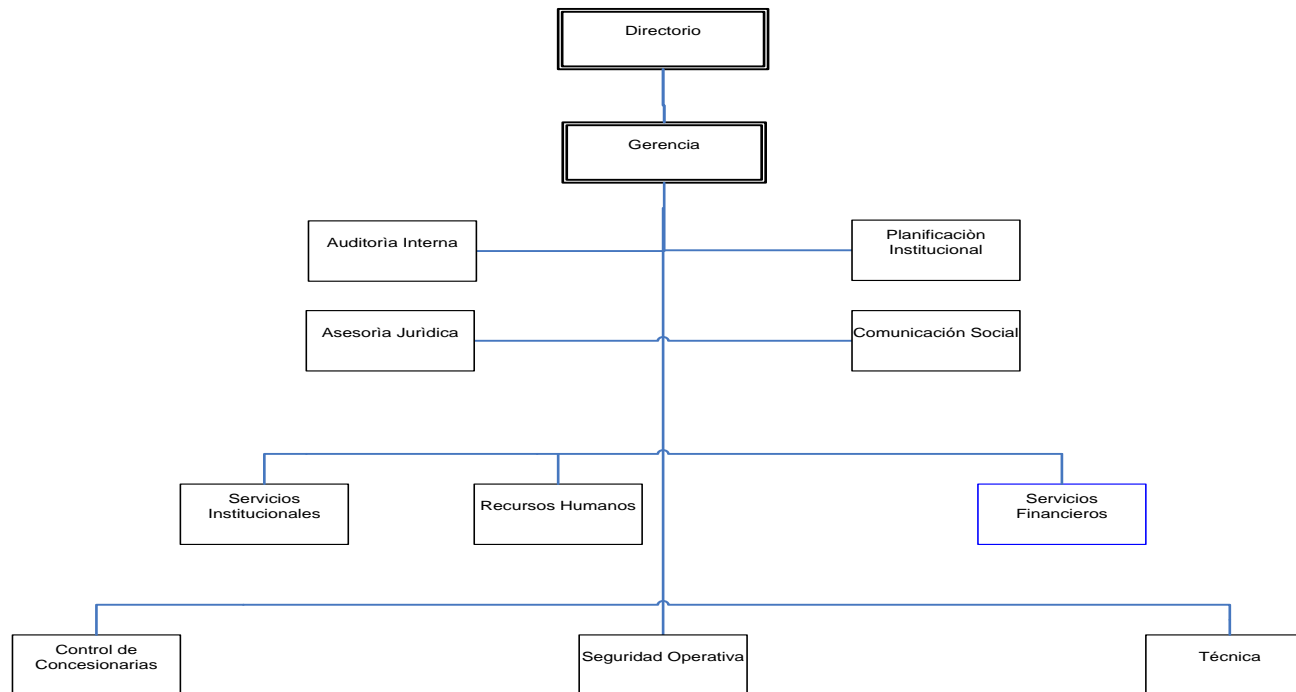 Directorio
Gerencia
Auditorìa Interna
Planificaciòn
Institucional
Asesorìa Jurìdica
Comunicación Social
Servicios
Institucionales
Recursos Humanos
Servicios
Financieros
Control de
Concesionarias
Seguridad Operativa
Técnica